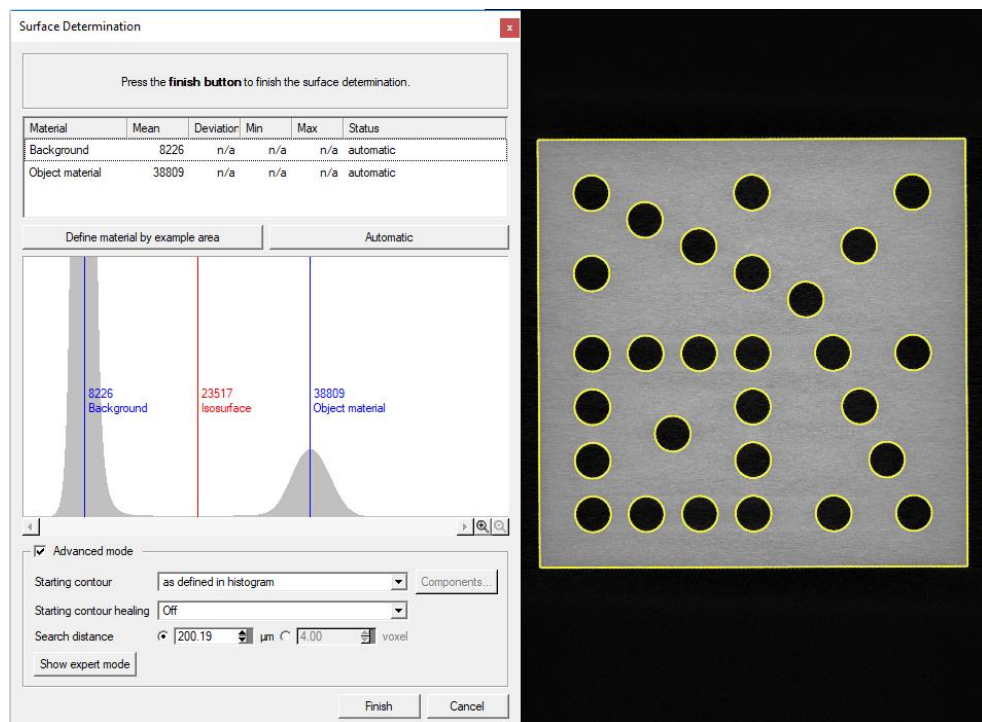 Surface Determination
x
Press the finish button to finish the surface determination.
Material Mean Deviation Min Max Status
Background 8226 n/a n/a n/a automatic
Object material 38809 n/a n/a n/a automatic
Define material by example area Automatic
8226 23517 38809
Background Isosurface Object material
Advanced mode
Starting contour as defined in histogram Components...
Starting contour healing Off
Search distance 200.19 µm 4.00 voxel
Show expert mode
Finish Cancel